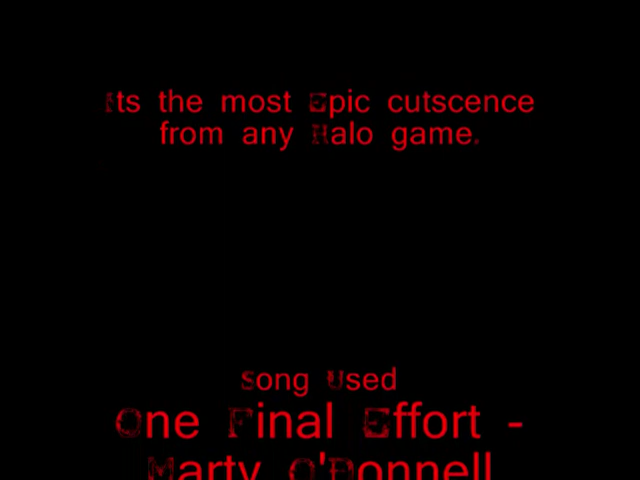 Its the most Epic cutscence
from any Halo game.
Song Used
One Final Effort -
Marty O'Donnell